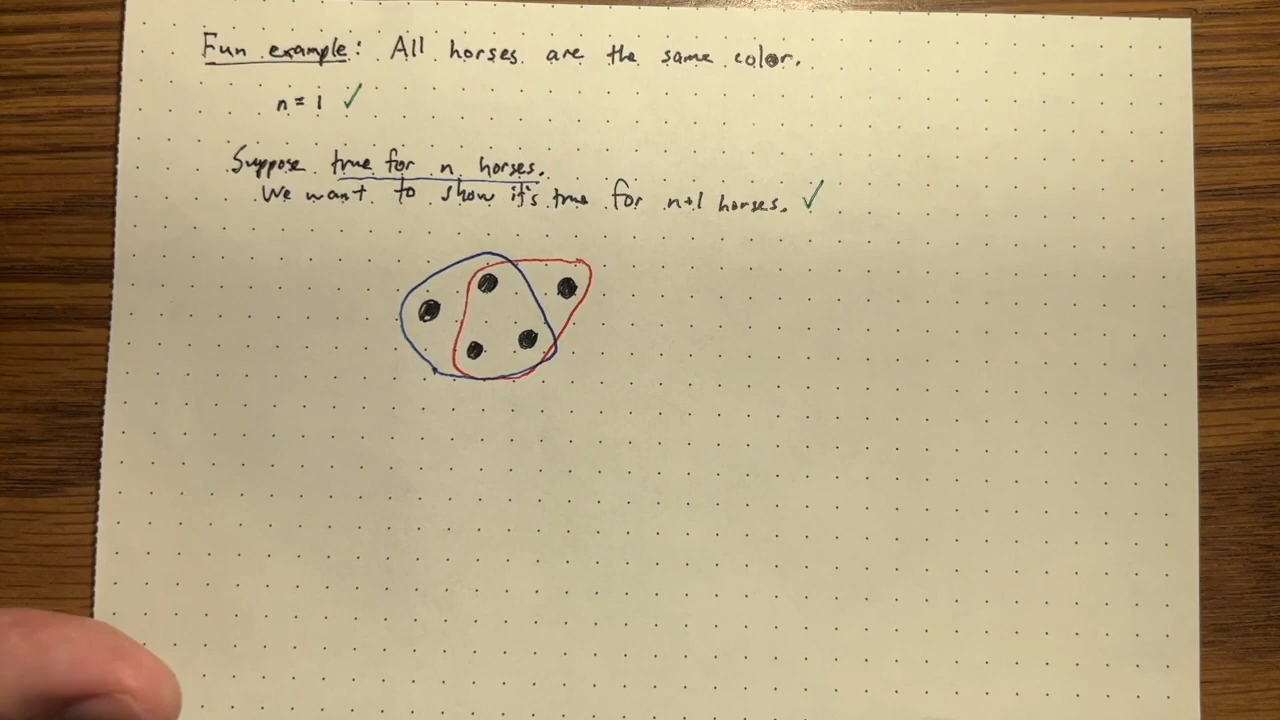 Fun example: All horses are the same color.
n = 1 ✓
Suppose true for n horses.
We want to show it's true for n+1 horses. ✓